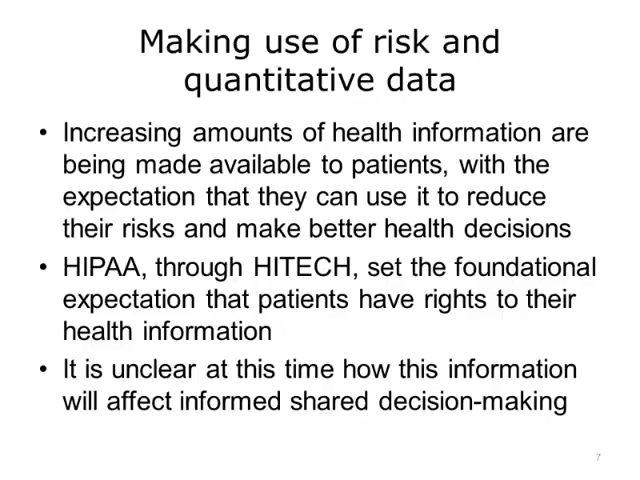 Making use of risk and
quantitative data
• Increasing amounts of health information are
being made available to patients, with the
expectation that they can use it to reduce
their risks and make better health decisions
• HIPAA, through HITECH, set the foundational
expectation that patients have rights to their
health information
• It is unclear at this time how this information
will affect informed shared decision-making
7